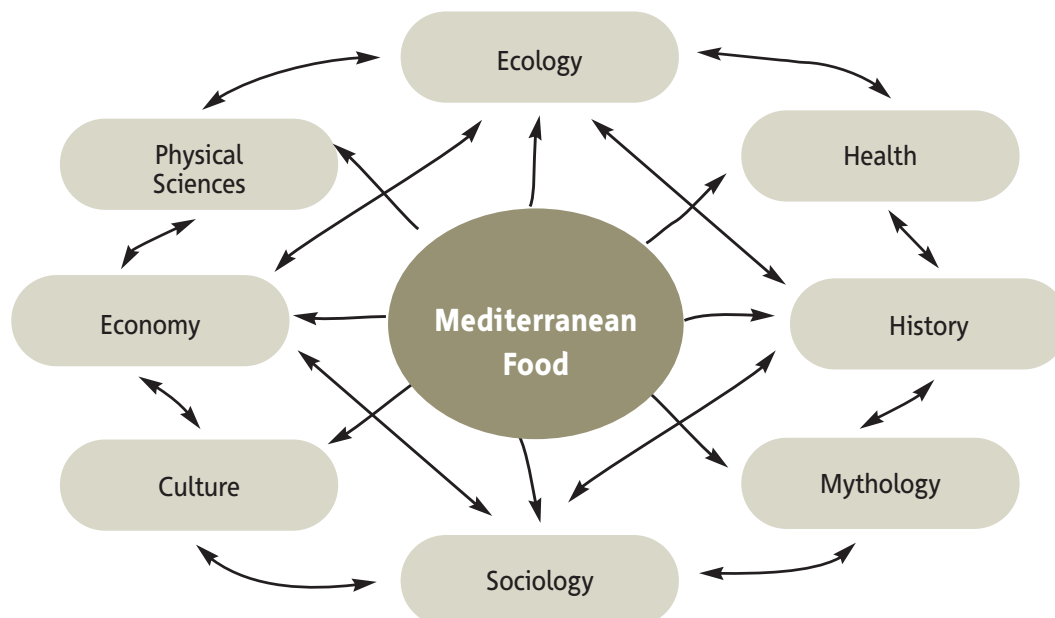 Ecology
Physical
Sciences
Health
Mediterranean
Food
Economy
History
Culture
Mythology
Sociology